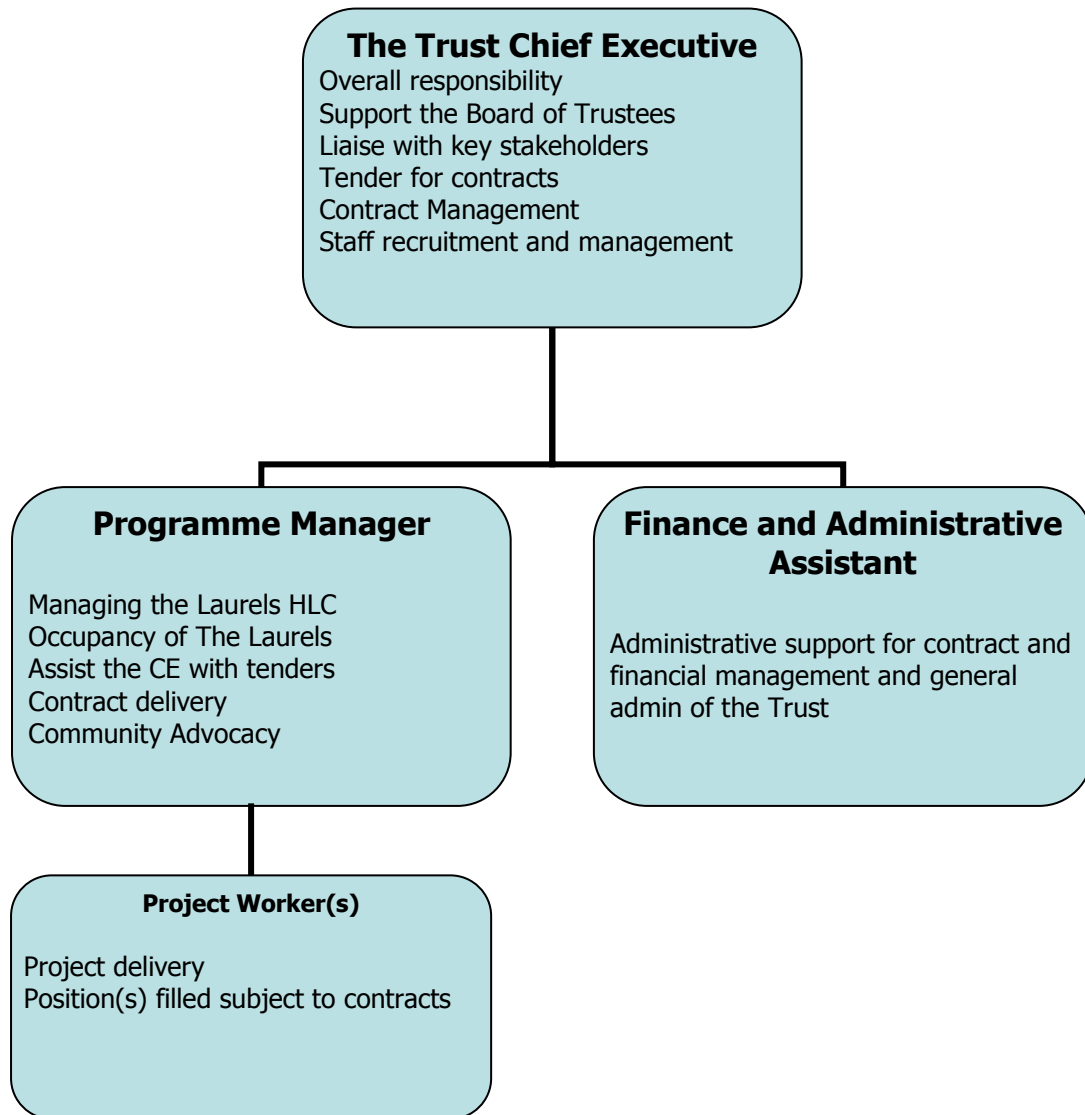 The Trust Chief Executive
Overall responsibility
Support the Board of Trustees
Liaise with key stakeholders
Tender for contracts
Contract Management
Staff recruitment and management
Programme Manager
Managing the Laurels HLC
Occupancy of The Laurels
Assist the CE with tenders
Contract delivery
Community Advocacy
Finance and Administrative
Assistant
Administrative support for contract and
financial management and general
admin of the Trust
Project Worker(s)
Project delivery
Position(s) filled subject to contracts